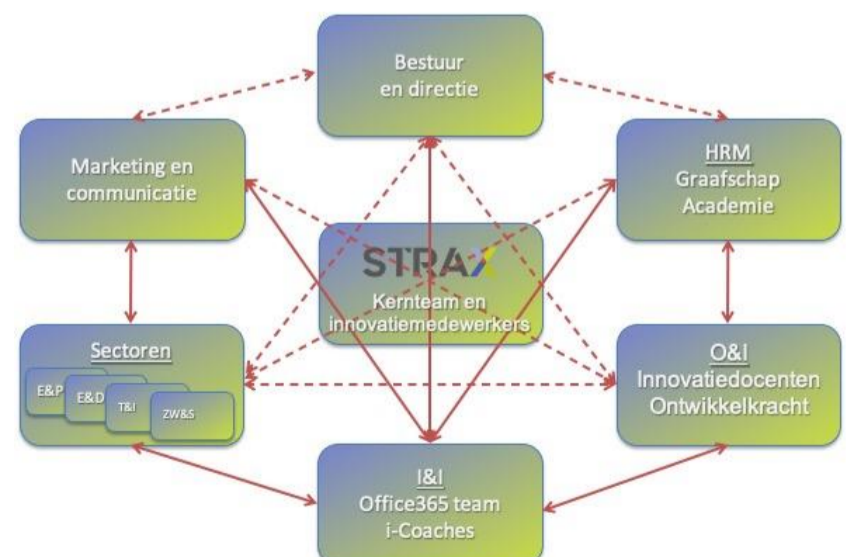 Bestuur
en directie
Marketing en
communicatie
HRM
Graafschap
Academie
STRAX
Kernteam en
innovatiemedewerkers
Sectoren
E&P
E&D
T&I
ZW&S
O&I
Innovatiedocenten
Ontwikkelkracht
I&I
Office365 team
i-Coaches